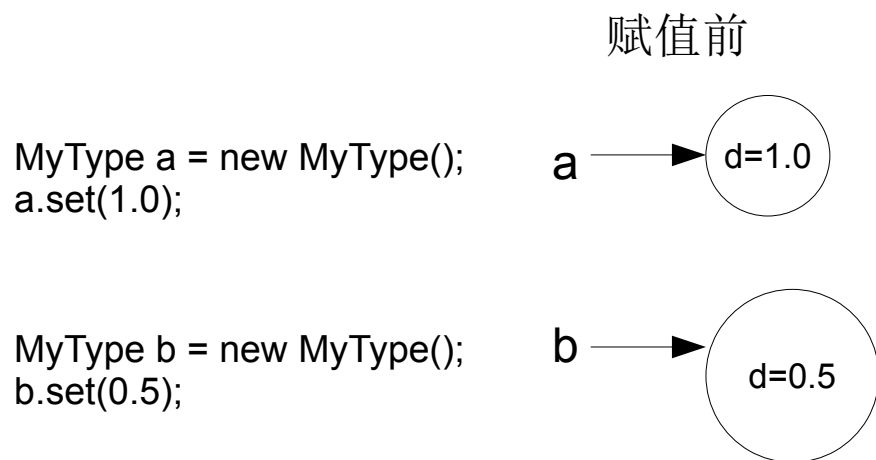 赋值前
MyType a = new MyType();
a.set(1.0);
a
d=1.0
MyType b = new MyType();
b.set(0.5);
b
d=0.5